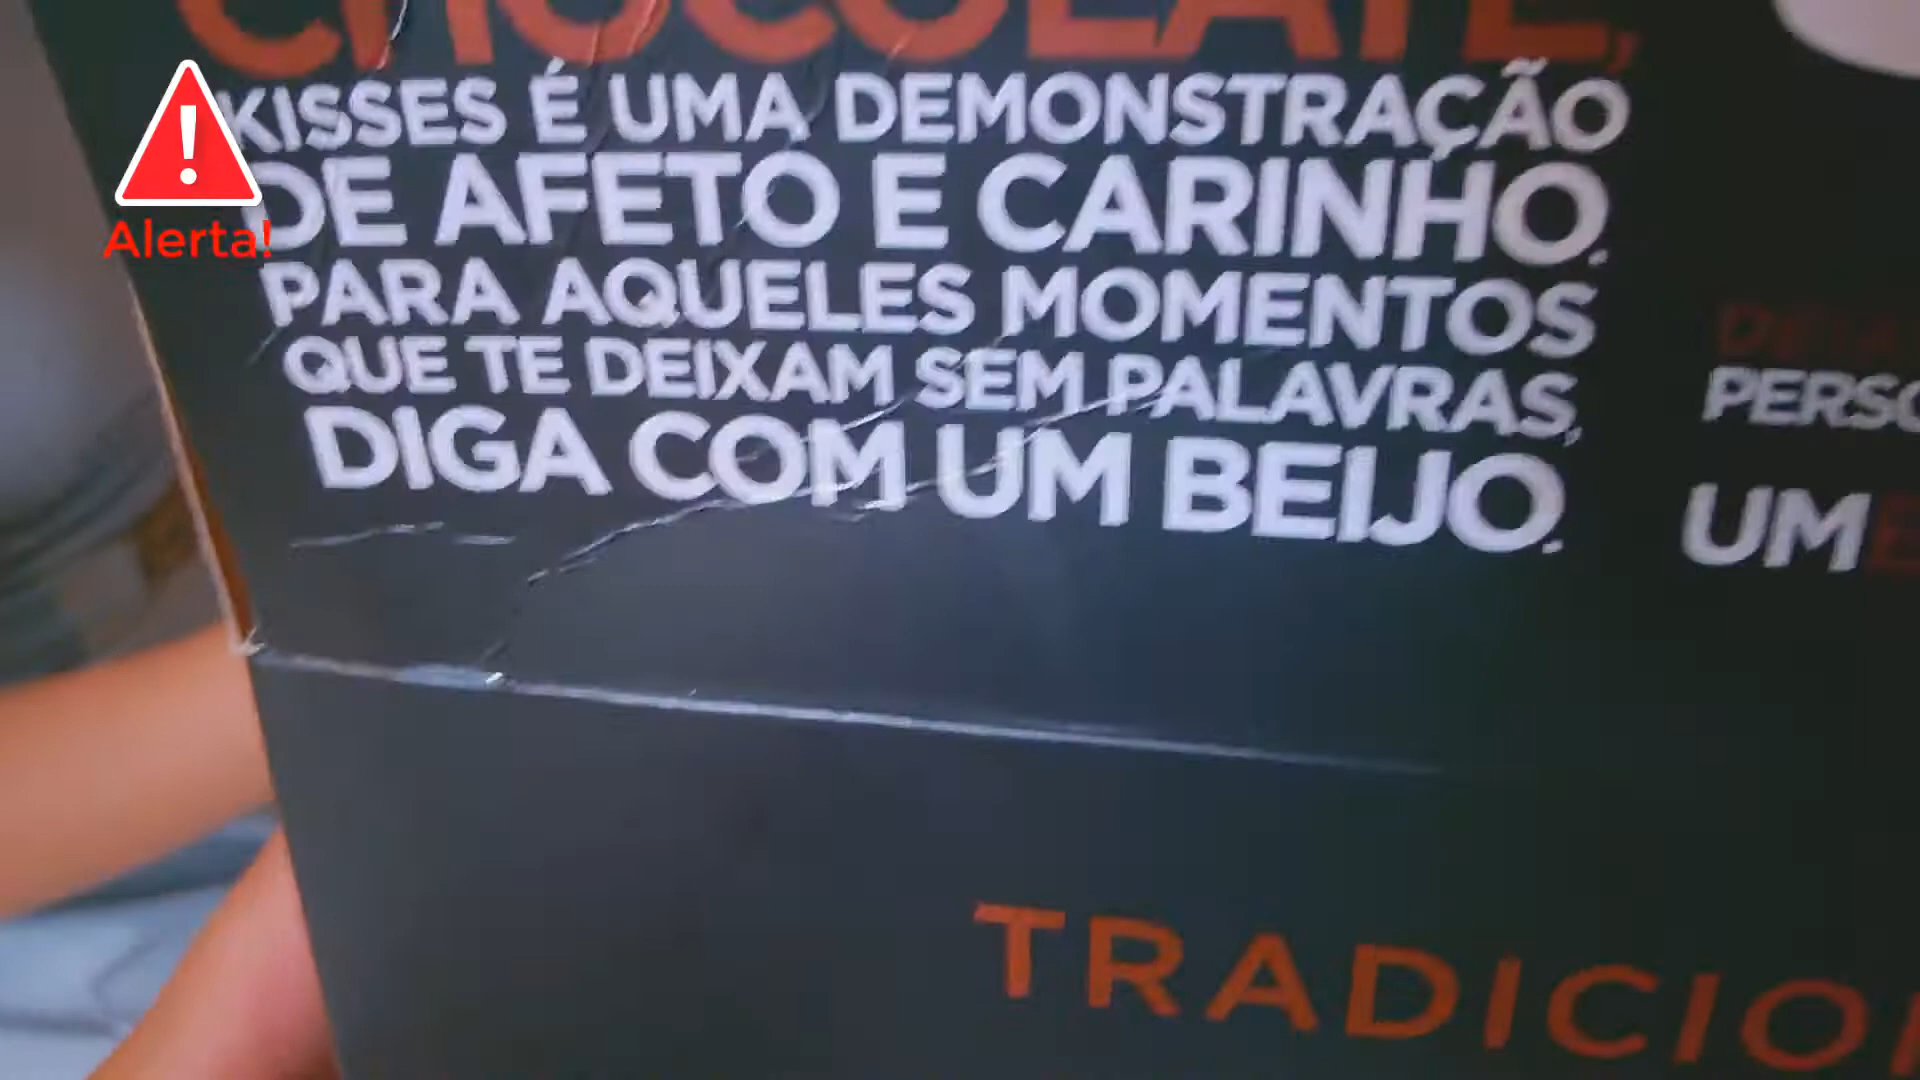 CHOCOLATE,
KISSES É UMA DEMONSTRAÇÃO
DE AFETO E CARINHO.
PARA AQUELES MOMENTOS
QUE TE DEIXAM SEM PALAVRAS,
DIGA COM UM BEIJO.
Alerta!
UM
TRADICIO